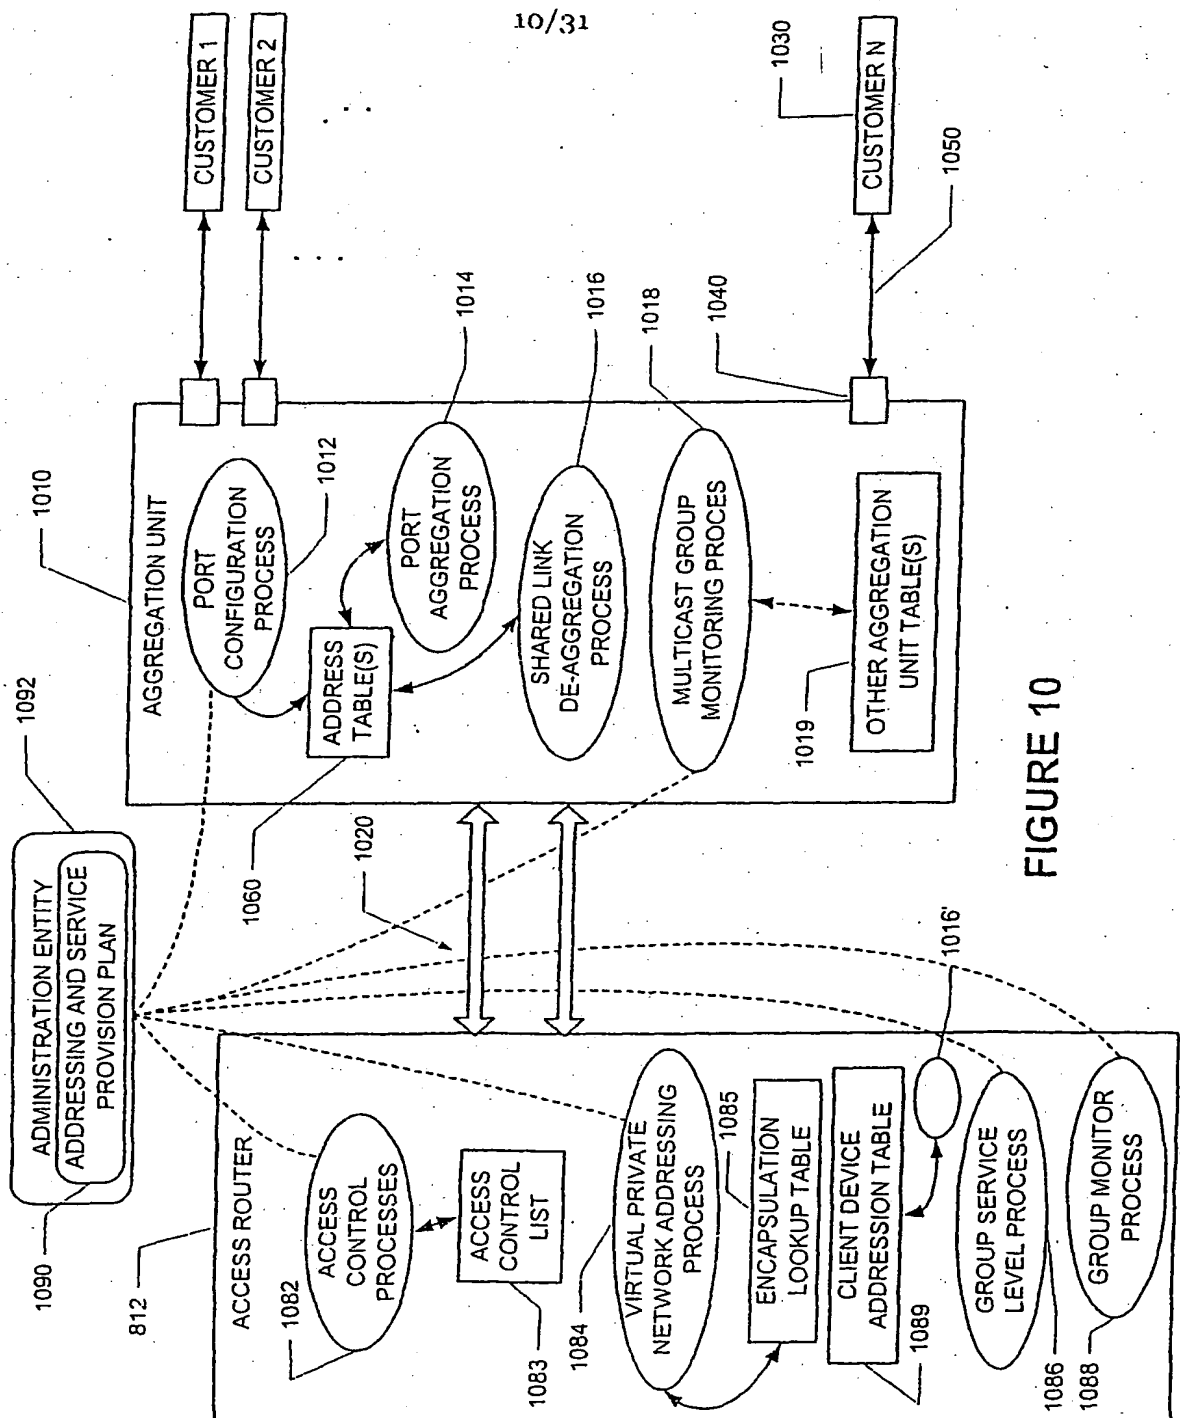 10/31
1090
ADMINISTRATION ENTITY
ADDRESSING AND SERVICE
PROVISION PLAN
1092
812
ACCESS ROUTER
1082
ACCESS
CONTROL
PROCESSES
ACCESS
CONTROL
LIST
1083
1084
VIRTUAL PRIVATE
NETWORK ADDRESSING
PROCESS
1085
ENCAPSULATION
LOOKUP TABLE
CLIENT DEVICE
ADDRESSION TABLE
1089
1016'
GROUP SERVICE
LEVEL PROCESS
1086
GROUP MONITOR
PROCESS
1088
1020
1010
AGGREGATION UNIT
PORT
CONFIGURATION
PROCESS
1012
ADDRESS
TABLE(S)
1060
PORT
AGGREGATION
PROCESS
1014
SHARED LINK
DE-AGGREGATION
PROCESS
1016
MULTICAST GROUP
MONITORING PROCES
1018
OTHER AGGREGATION
UNIT TABLE(S)
1019
1040
CUSTOMER 1
CUSTOMER 2
. . .
. . .
CUSTOMER N
1030
1050
FIGURE 10